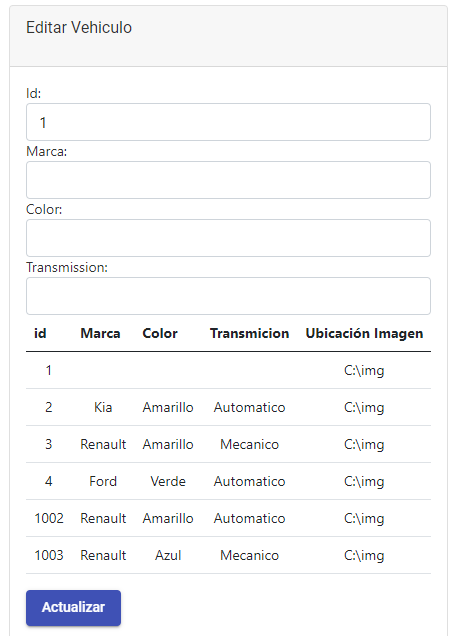 Editar Vehiculo
Id:
1
Marca:
Color:
Transmission:
id Marca Color Transmicion Ubicación Imagen
1 C:\img
2 Kia Amarillo Automatico C:\img
3 Renault Amarillo Mecanico C:\img
4 Ford Verde Automatico C:\img
1002 Renault Amarillo Automatico C:\img
1003 Renault Azul Mecanico C:\img
Actualizar